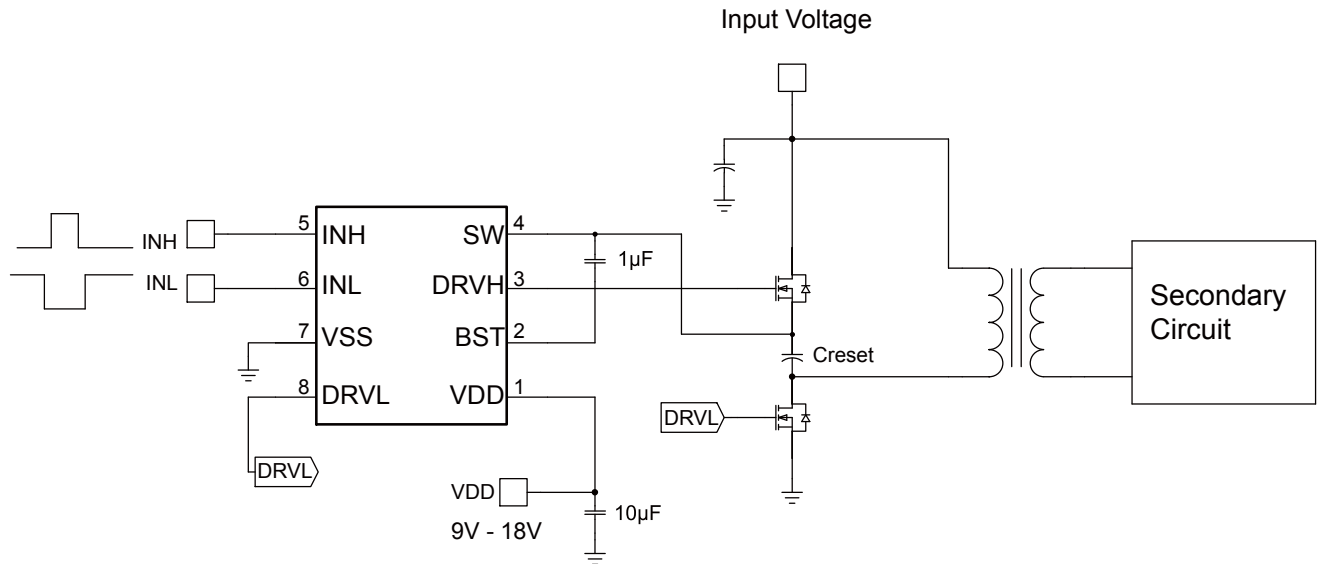 Input Voltage
INH
INL
5
INH
6
INL
7
VSS
8
DRVL
SW
4
DRVH
3
BST
2
VDD
1
1µF
DRVL
VDD
9V - 18V
10µF
Creset
DRVL
Secondary
Circuit